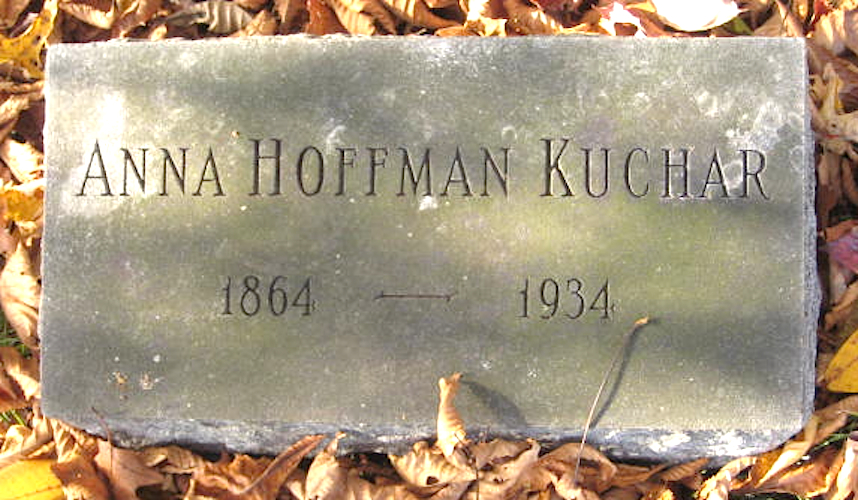 ANNA HOFFMAN KUCHAR
1864 — 1934